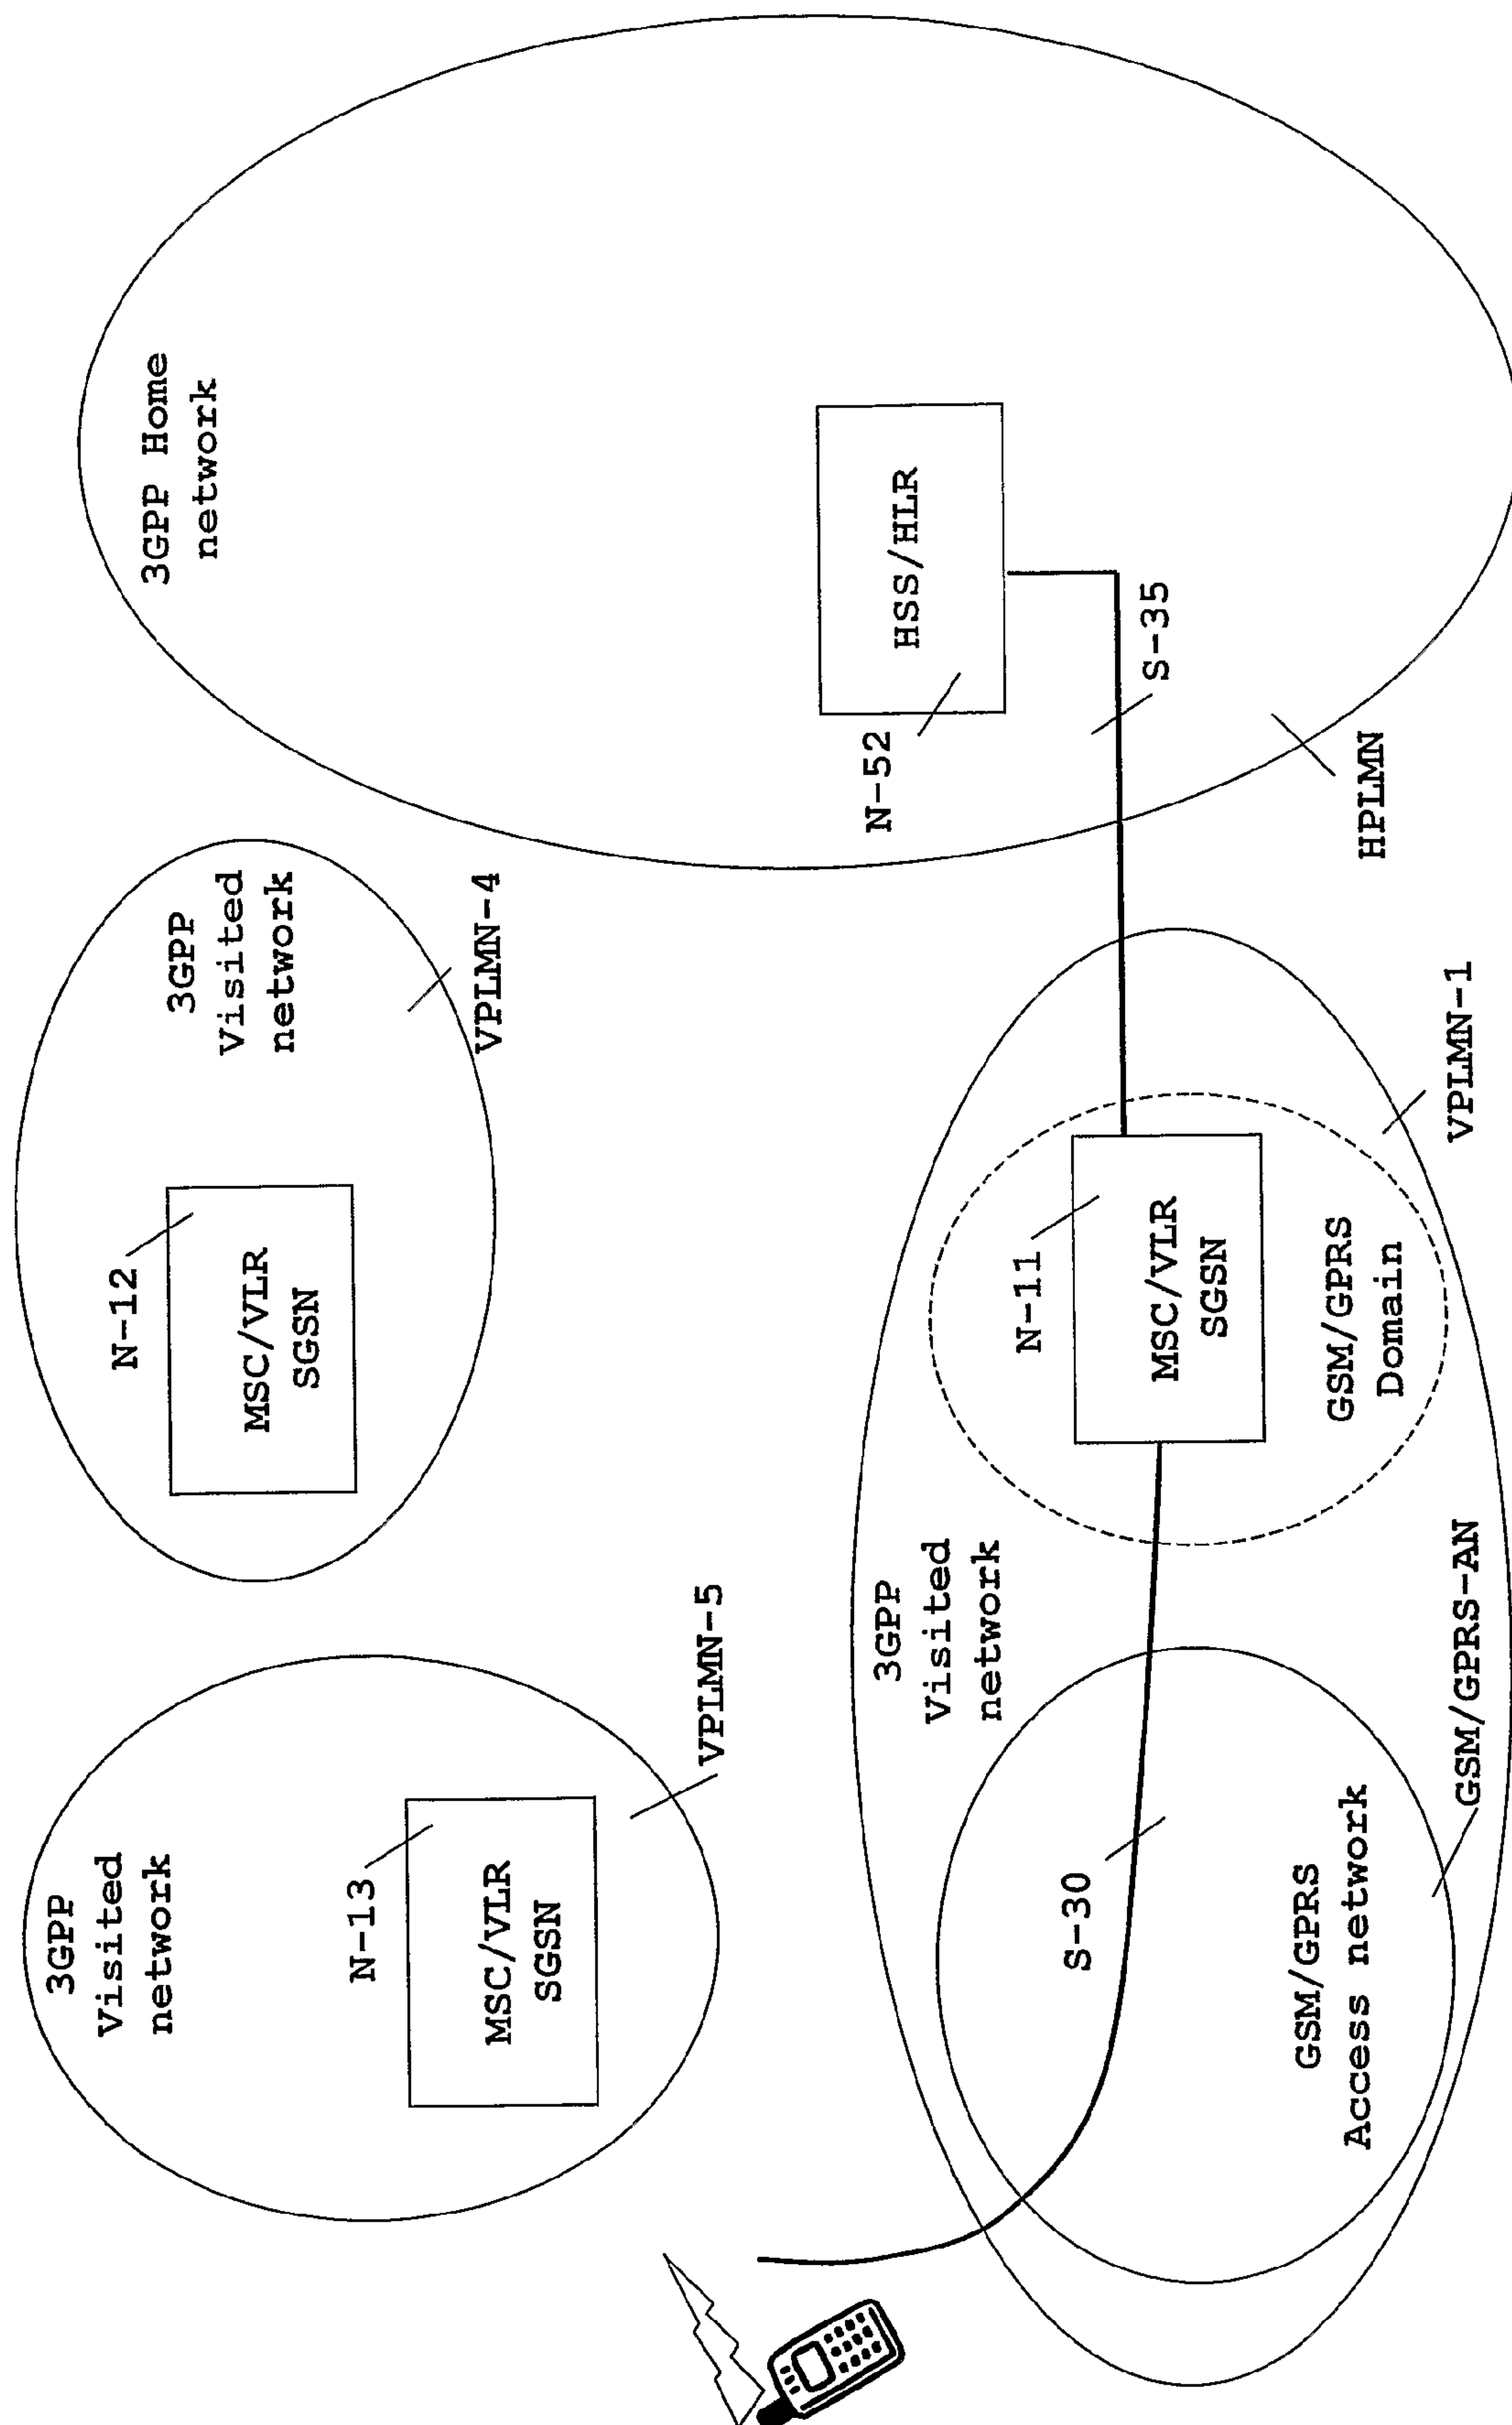 3GPP
Visited
network
N-13
MSC/VLR
SGSN
VPLMN-5
N-12
MSC/VLR
SGSN
3GPP
Visited
network
VPLMN-4
3GPP Home
network
HSS/HLR
N-52
S-35
HPLMN
3GPP
Visited
network
S-30
GSM/GPRS
Access network
GSM/GPRS-AN
N-11
MSC/VLR
SGSN
GSM/GPRS
Domain
VPLMN-1